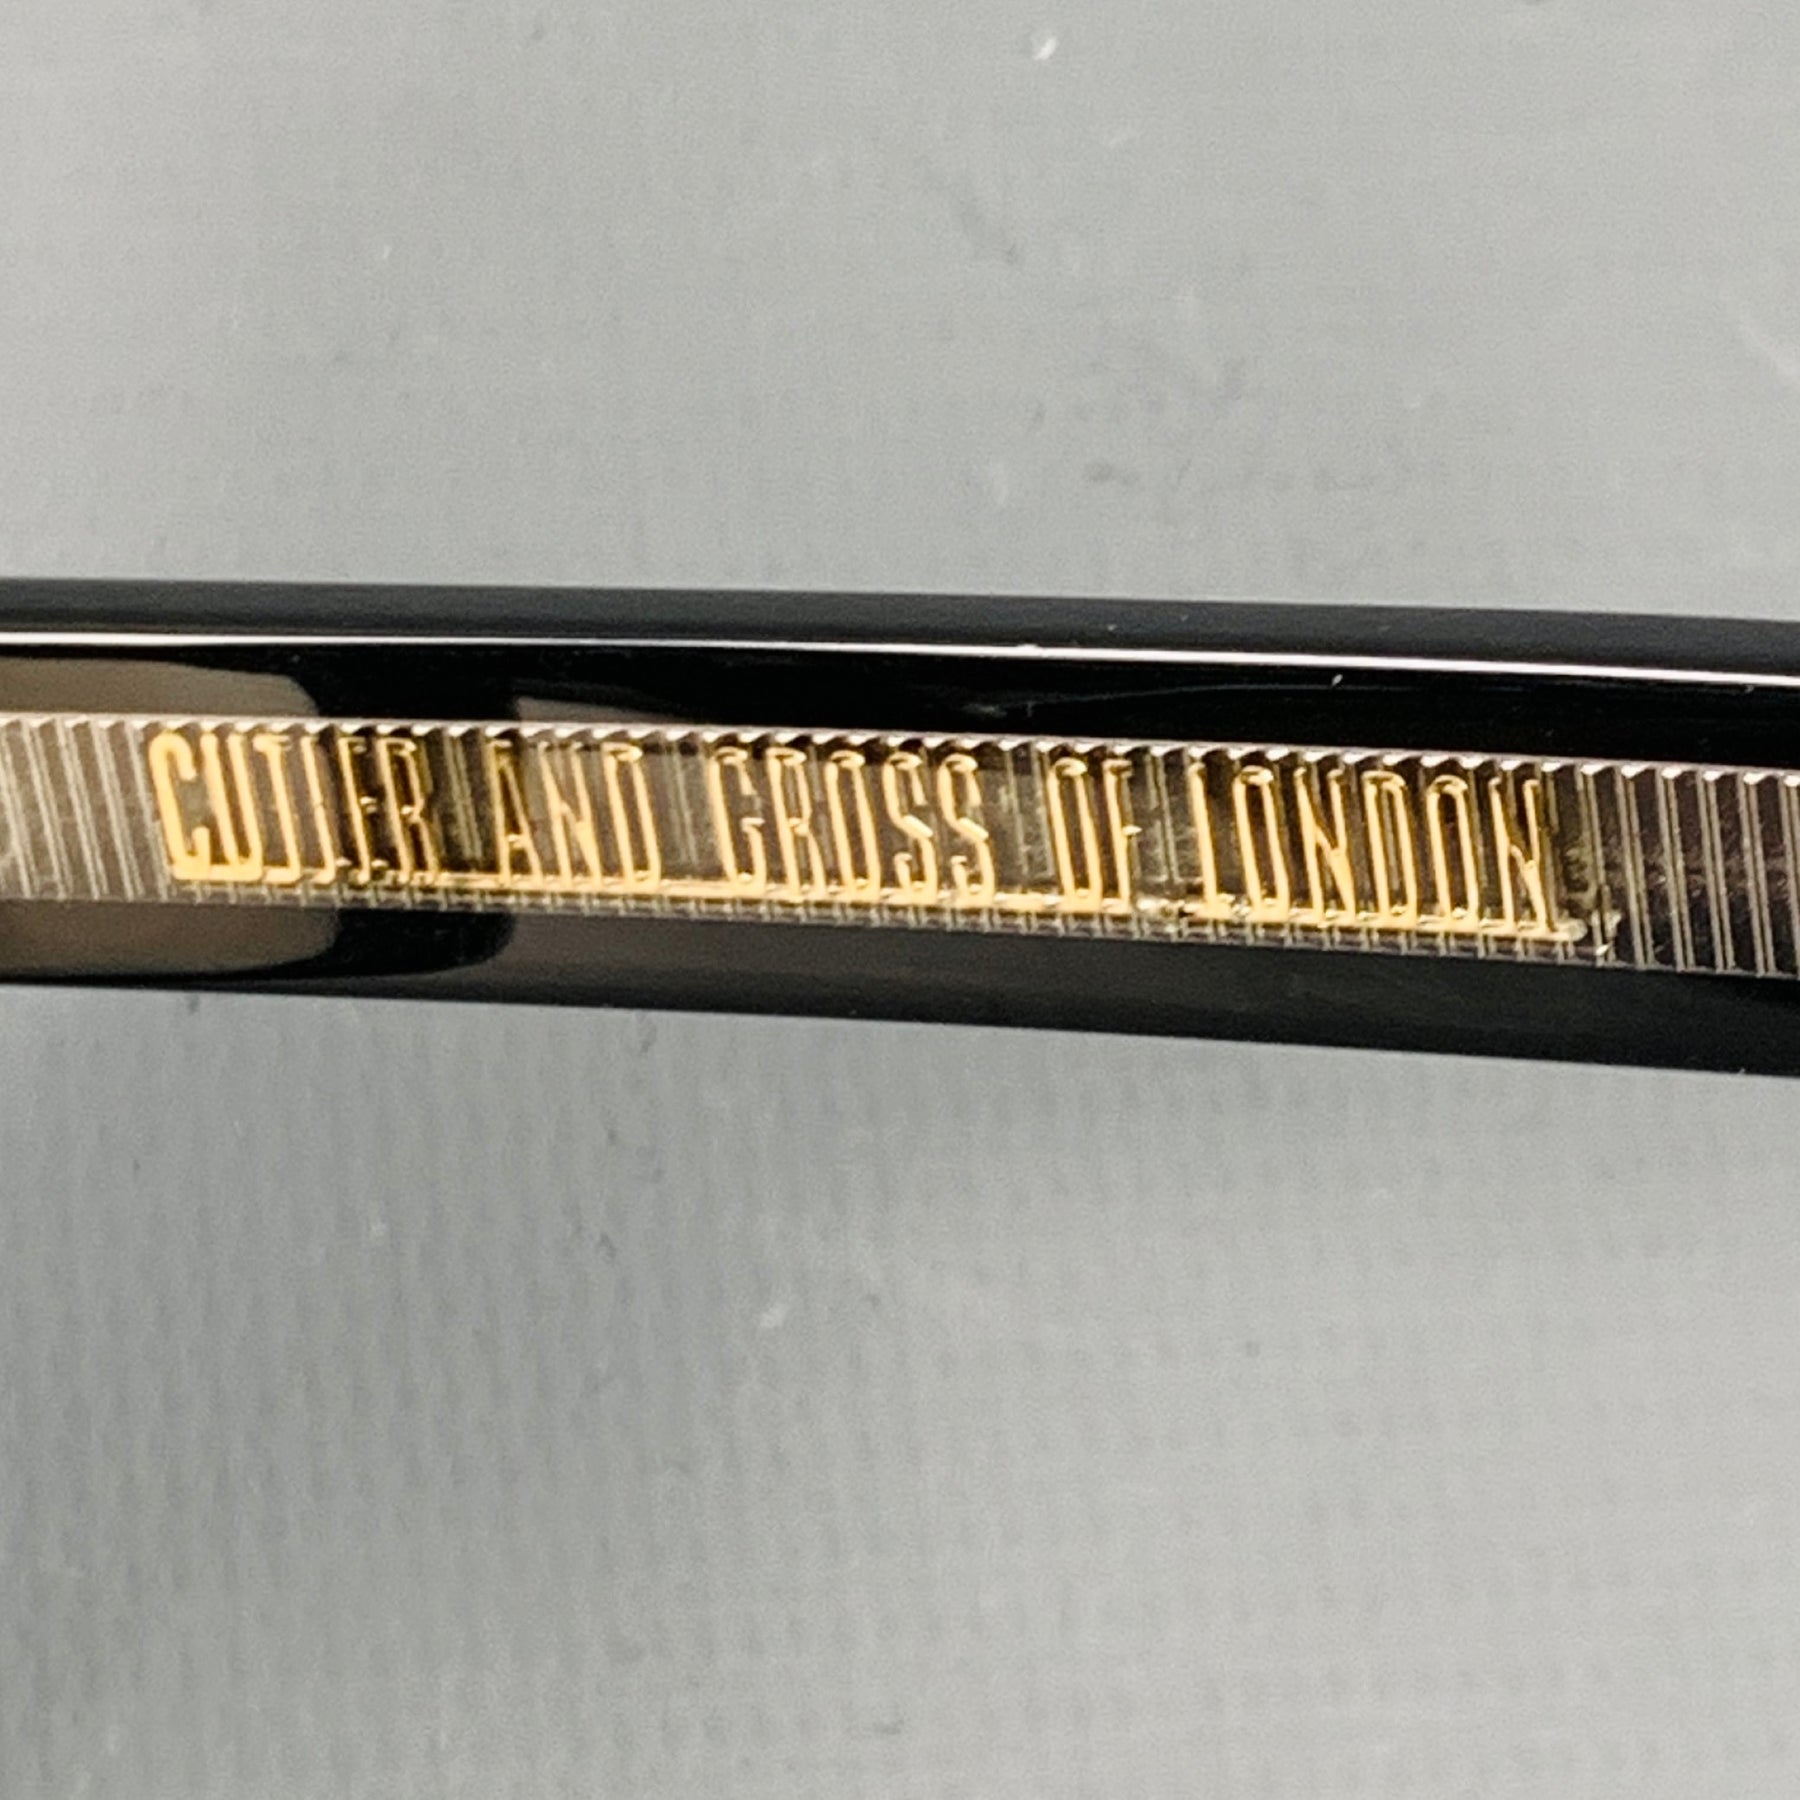 CUTLER AND GROSS OF LONDON